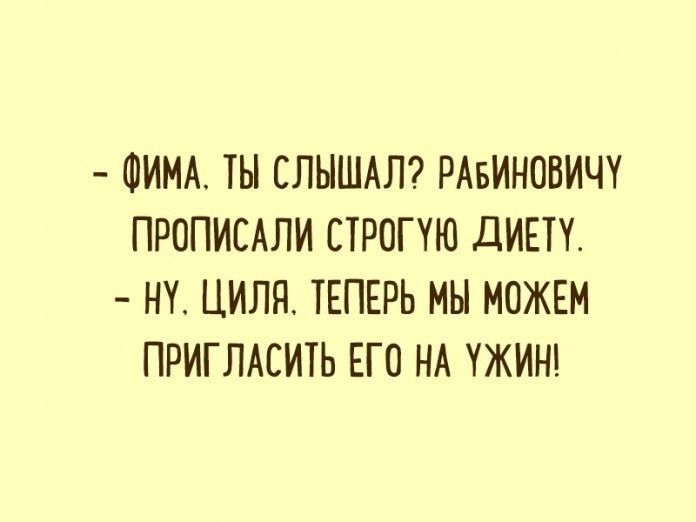 - ФИМА, ТЫ СЛЫШАЛ? РАБИНОВИЧУ
ПРОПИСАЛИ СТРОГУЮ ДИЕТУ.
- НУ, ЦИЛЯ, ТЕПЕРЬ МЫ МОЖЕМ
ПРИГЛАСИТЬ ЕГО НА УЖИН!